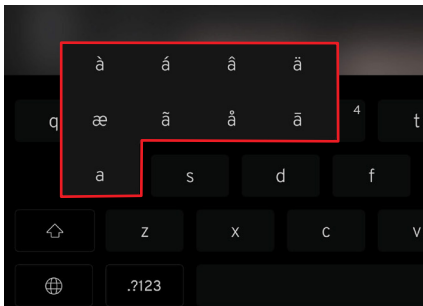 à á â ä
q æ ã å ā 4 t
a s d f
z x c v
.?123